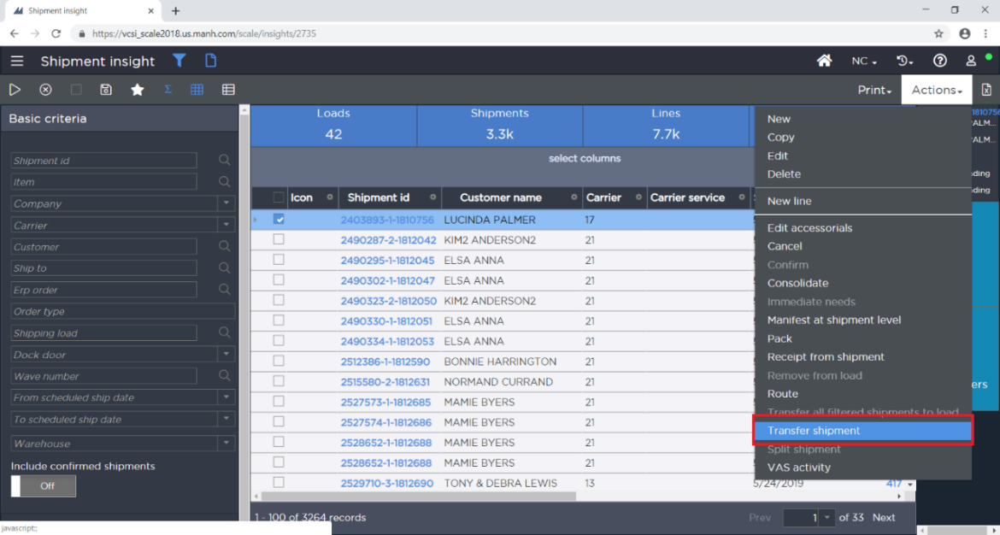 Shipment insight
https://vcsi_scale2018.us.manh.com/scale/insights/2735
Shipment insight
NC
Print
Actions
Basic criteria
Shipment id
Item
Company
Carrier
Customer
Ship to
Erp order
Order type
Shipping load
Dock door
Wave number
From scheduled ship date
To scheduled ship date
Warehouse
Include confirmed shipments
Off
javascript:;
Loads Shipments Lines
42 3.3k 7.7k
select columns
Icon Shipment id Customer name Carrier Carrier service
2403893-1-1810756 LUCINDA PALMER 17
2490287-2-1812042 KIM2 ANDERSON2 21
2490295-1-1812045 ELSA ANNA 21
2490302-1-1812047 ELSA ANNA 21
2490323-2-1812050 KIM2 ANDERSON2 21
2490330-1-1812051 ELSA ANNA 21
2490334-1-1812053 ELSA ANNA 21
2512386-1-1812590 BONNIE HARRINGTON 21
2515580-2-1812631 NORMAND CURRAND 21
2527573-1-1812685 MAMIE BYERS 21
2527574-1-1812686 MAMIE BYERS 21
2528652-1-1812688 MAMIE BYERS 21
2528652-1-1812688 MAMIE BYERS 21
2529710-3-1812690 TONY & DEBRA LEWIS 13 5/24/2019 417
1 - 100 of 3264 records
Prev 1 of 33 Next
New
Copy
Edit
Delete
New line
Edit accessorials
Cancel
Confirm
Consolidate
Immediate needs
Manifest at shipment level
Pack
Receipt from shipment
Remove from load
Route
Transfer all filtered shipments to load
Transfer shipment
Split shipment
VAS activity
1810756
ALM...
ALM...
ding
ding
ers